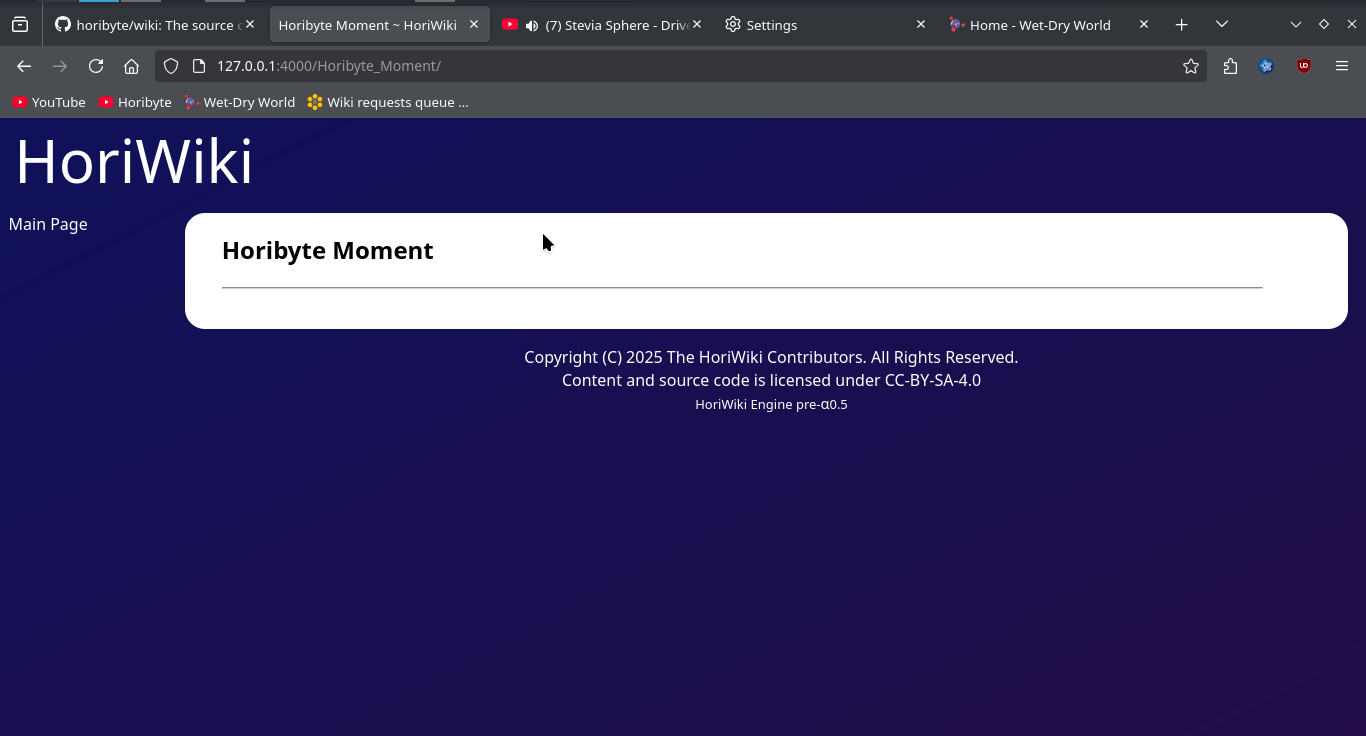 horibyte/wiki: The source
Horibyte Moment ~ HoriWiki
(7) Stevia Sphere - Driv
Settings
Home - Wet-Dry World
127.0.0.1:4000/Horibyte_Moment/
YouTube
Horibyte
Wet-Dry World
Wiki requests queue ...
HoriWiki
Main Page
Horibyte Moment
Copyright (C) 2025 The HoriWiki Contributors. All Rights Reserved.
Content and source code is licensed under CC-BY-SA-4.0
HoriWiki Engine pre-α0.5